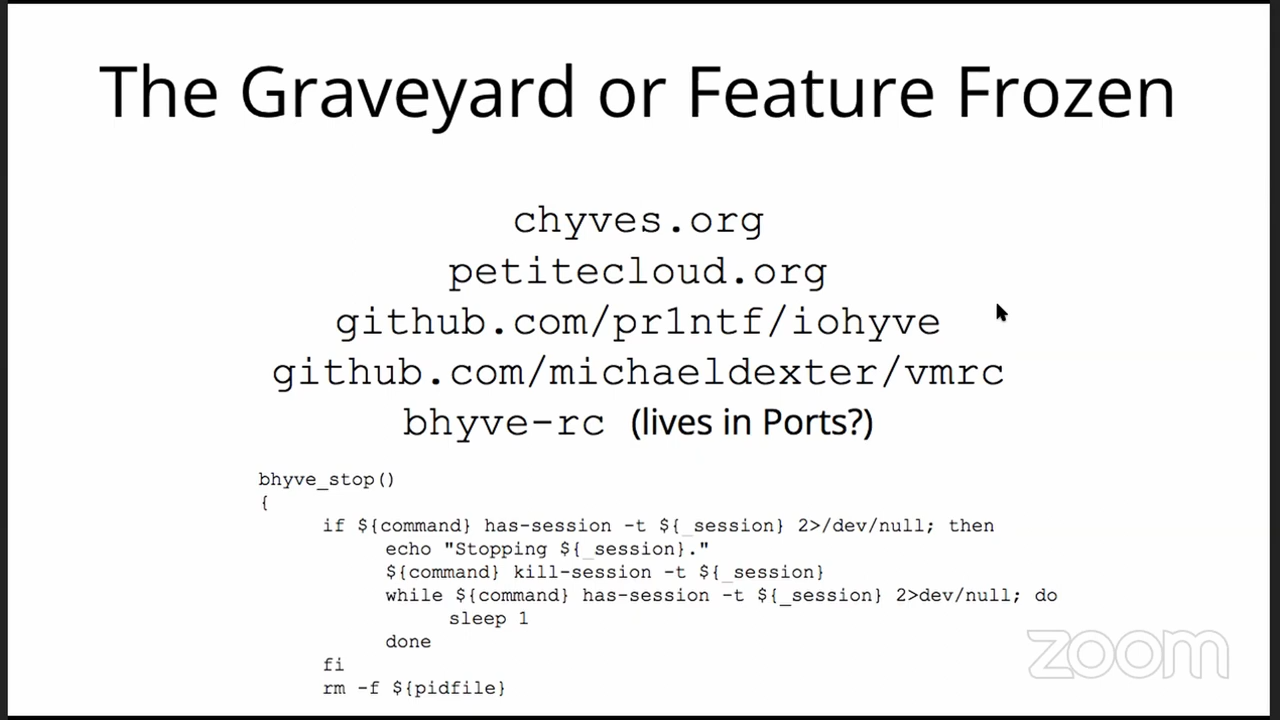 The Graveyard or Feature Frozen
chyves.org
petitecloud.org
github.com/pr1ntf/iohyve
github.com/michaeldexter/vmrc
bhyve-rc (lives in Ports?)
bhyve_stop()
{
if ${command} has-session -t ${_session} 2>/dev/null; then
echo "Stopping ${_session}."
${command} kill-session -t ${_session}
while ${command} has-session -t ${_session} 2>dev/null; do
sleep 1
done
fi
rm -f ${pidfile}
zoom